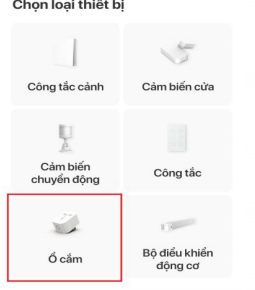 Chọn loại thiết bị
Công tắc cảnh
Cảm biến cửa
Cảm biến
chuyển động
Công tắc
Ổ cắm
Bộ điều khiển
động cơ